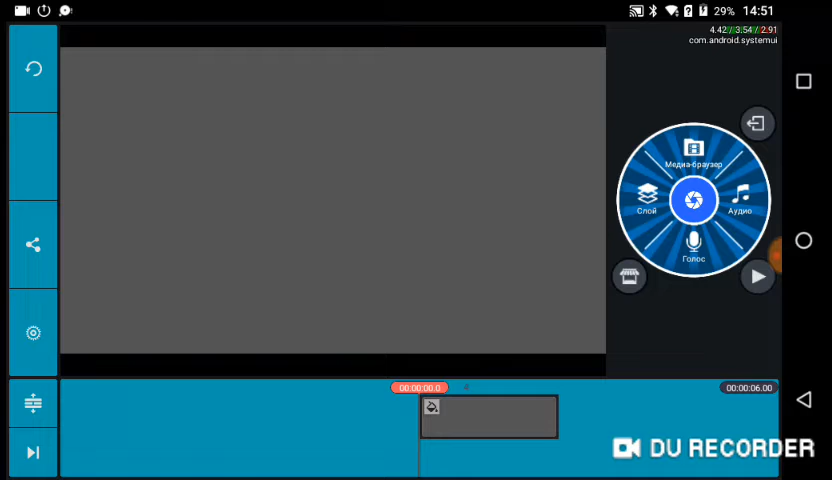 29% 14:51
4.42 / 3.54 / 2.91
com.android.systemui
Медиа-браузер
Слой
Аудио
Голос
00:00:00.0
00:00:06.00
DU RECORDER